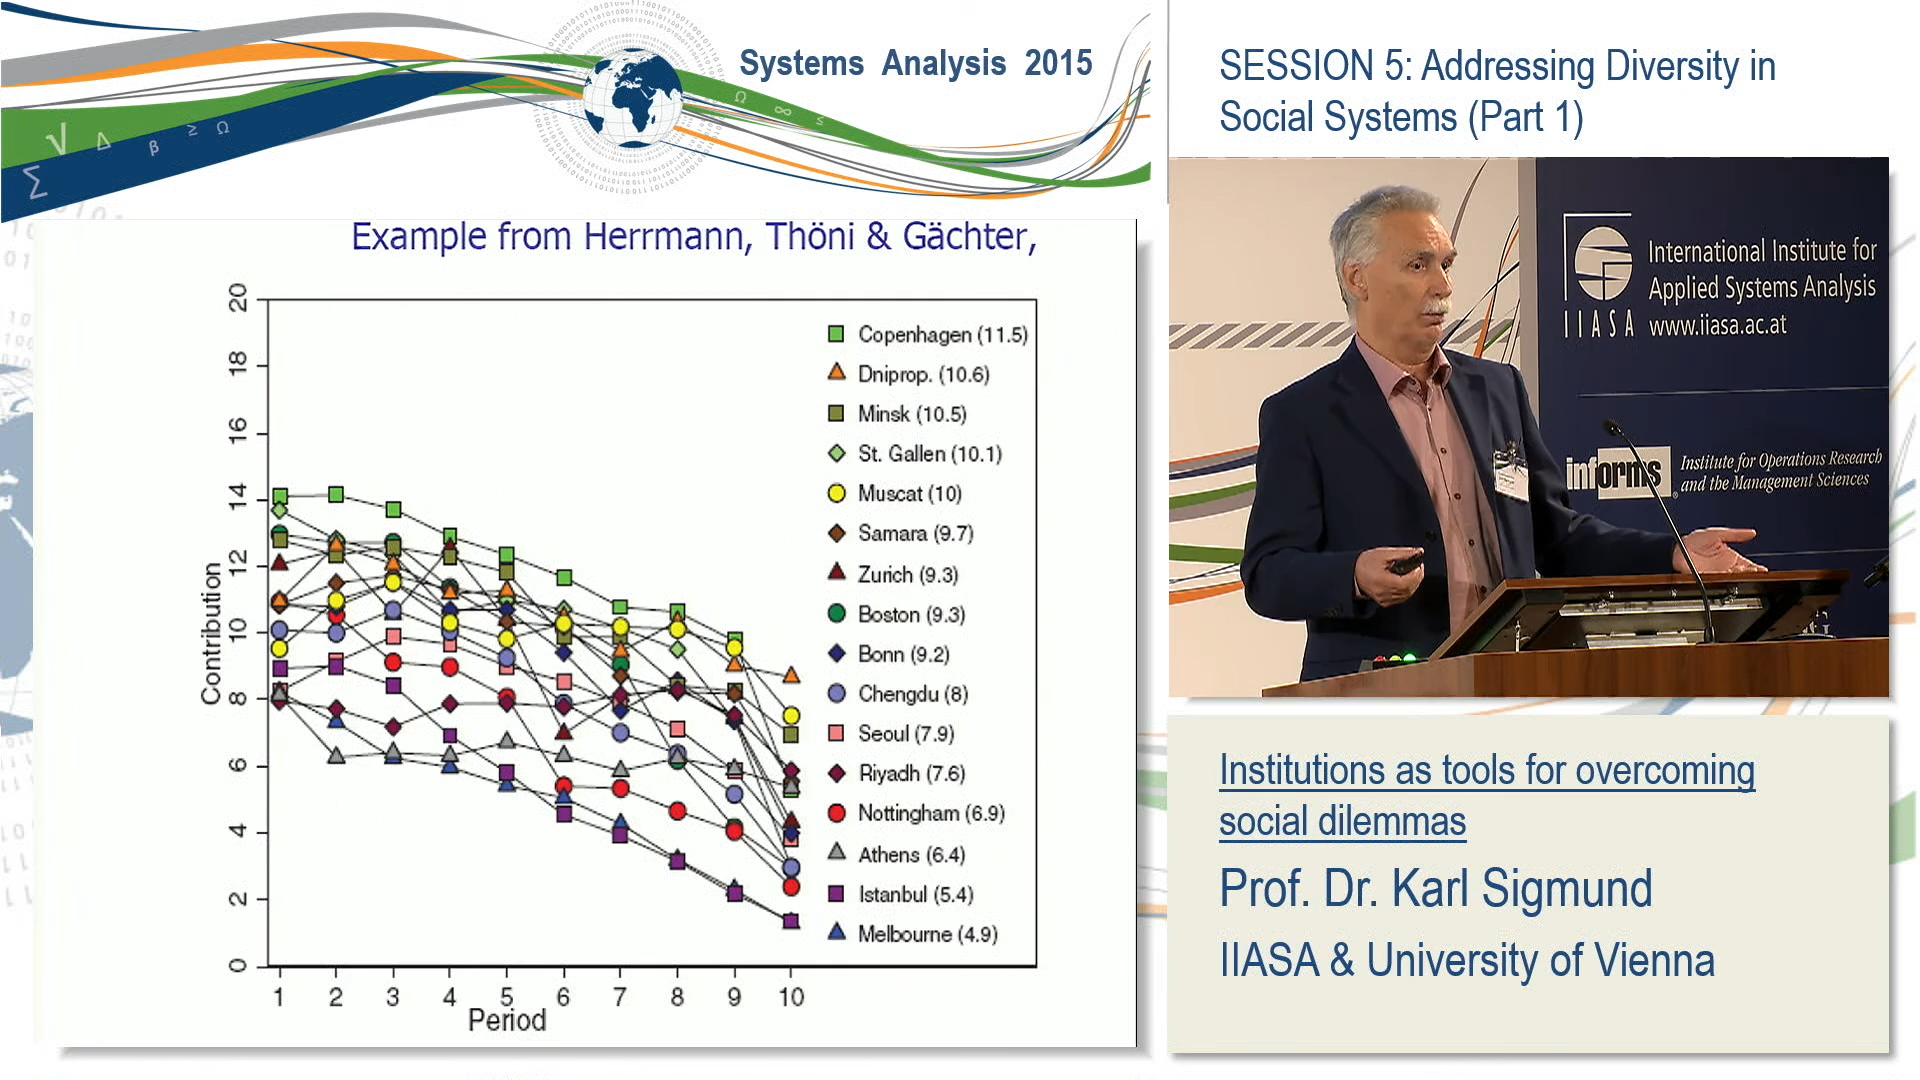 Systems Analysis 2015
SESSION 5: Addressing Diversity in
Social Systems (Part 1)
Example from Herrmann, Thöni & Gächter,
Contribution
20
18
16
14
12
10
8
6
4
2
0
1 2 3 4 5 6 7 8 9 10
Period
Copenhagen (11.5)
Dniprop. (10.6)
Minsk (10.5)
St. Gallen (10.1)
Muscat (10)
Samara (9.7)
Zurich (9.3)
Boston (9.3)
Bonn (9.2)
Chengdu (8)
Seoul (7.9)
Riyadh (7.6)
Nottingham (6.9)
Athens (6.4)
Istanbul (5.4)
Melbourne (4.9)
International Institute for
Applied Systems Analysis
IIASA www.iiasa.ac.at
informs
Institute for Operations Research
and the Management Sciences
Institutions as tools for overcoming
social dilemmas
Prof. Dr. Karl Sigmund
IIASA & University of Vienna